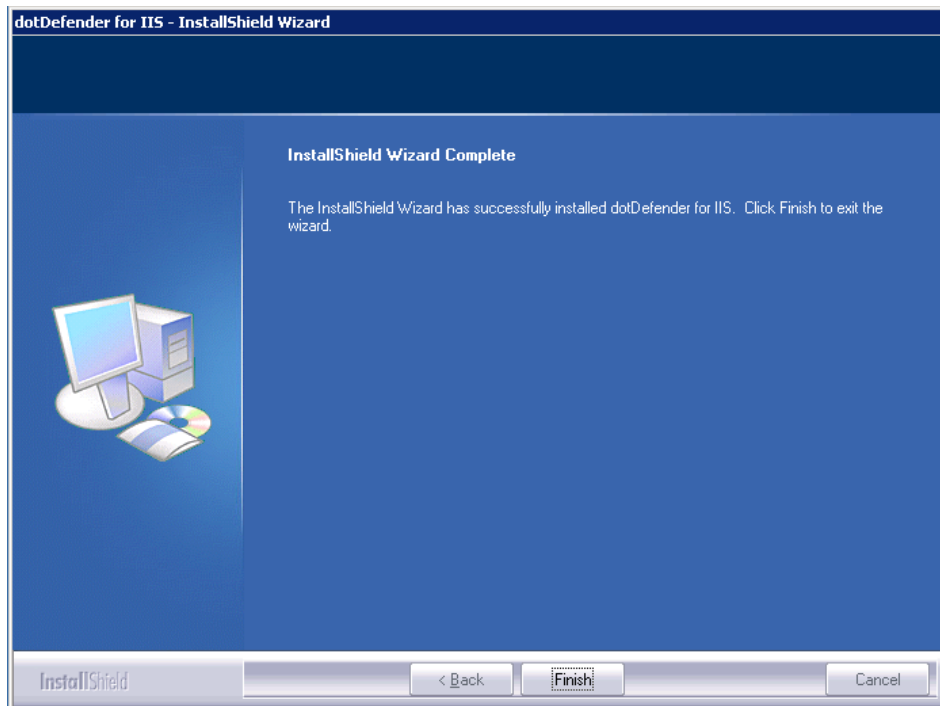 dotDefender for IIS - InstallShield Wizard
InstallShield Wizard Complete
The InstallShield Wizard has successfully installed dotDefender for IIS. Click Finish to exit the
wizard.
InstallShield
< Back
Finish
Cancel